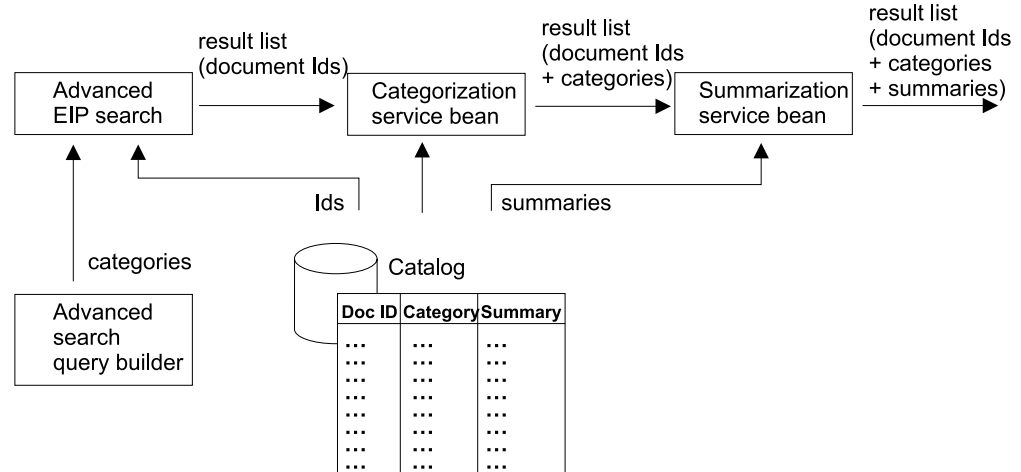 result list
(document Ids)
result list
(document Ids
+ categories)
result list
(document Ids
+ categories
+ summaries)
Advanced
EIP search
Categorization
service bean
Summarization
service bean
Ids
summaries
categories
Catalog
Advanced
search
query builder
Doc ID Category Summary
... ... ...
... ... ...
... ... ...
... ... ...
... ... ...
... ... ...
... ... ...
... ... ...